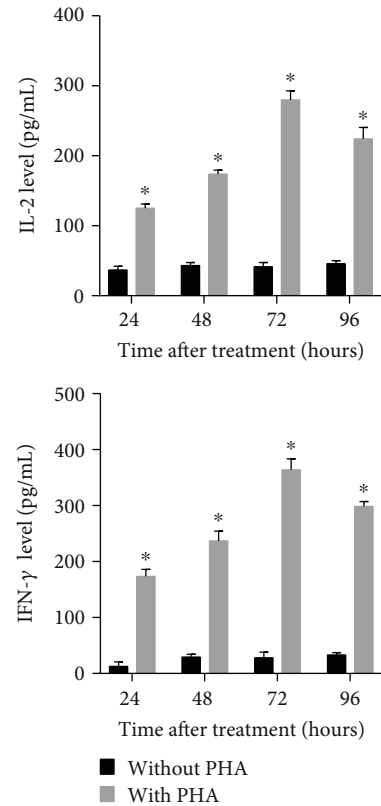 400
300
200
100
0
IL-2 level (pg/mL)
* * * *
24 48 72 96
Time after treatment (hours)
500
400
300
200
100
0
IFN-γ level (pg/mL)
* * * *
24 48 72 96
Time after treatment (hours)
Without PHA
With PHA